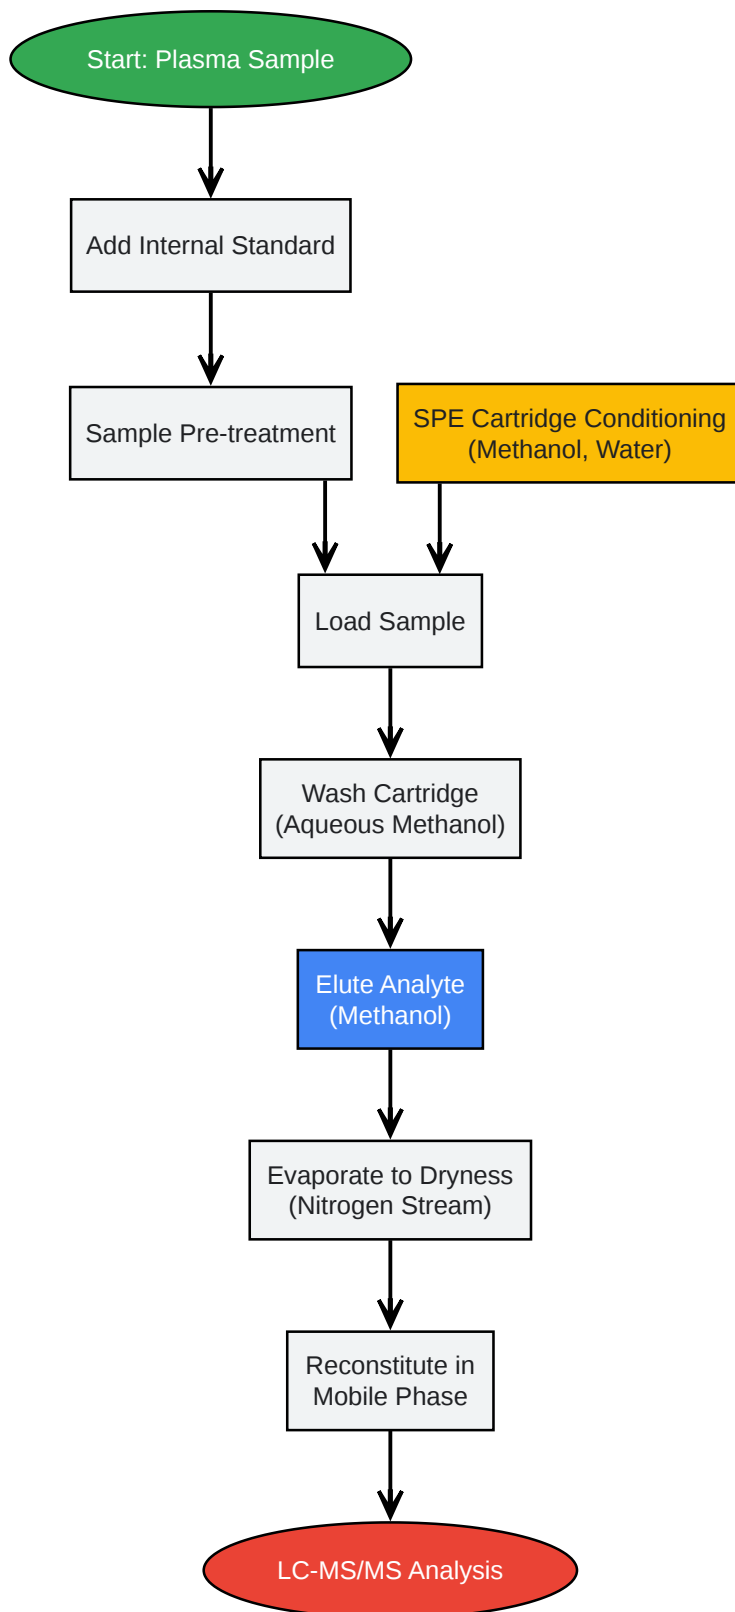 Start: Plasma Sample
Add Internal Standard
Sample Pre-treatment
SPE Cartridge Conditioning
(Methanol, Water)
Load Sample
Wash Cartridge
(Aqueous Methanol)
Elute Analyte
(Methanol)
Evaporate to Dryness
(Nitrogen Stream)
Reconstitute in
Mobile Phase
LC-MS/MS Analysis